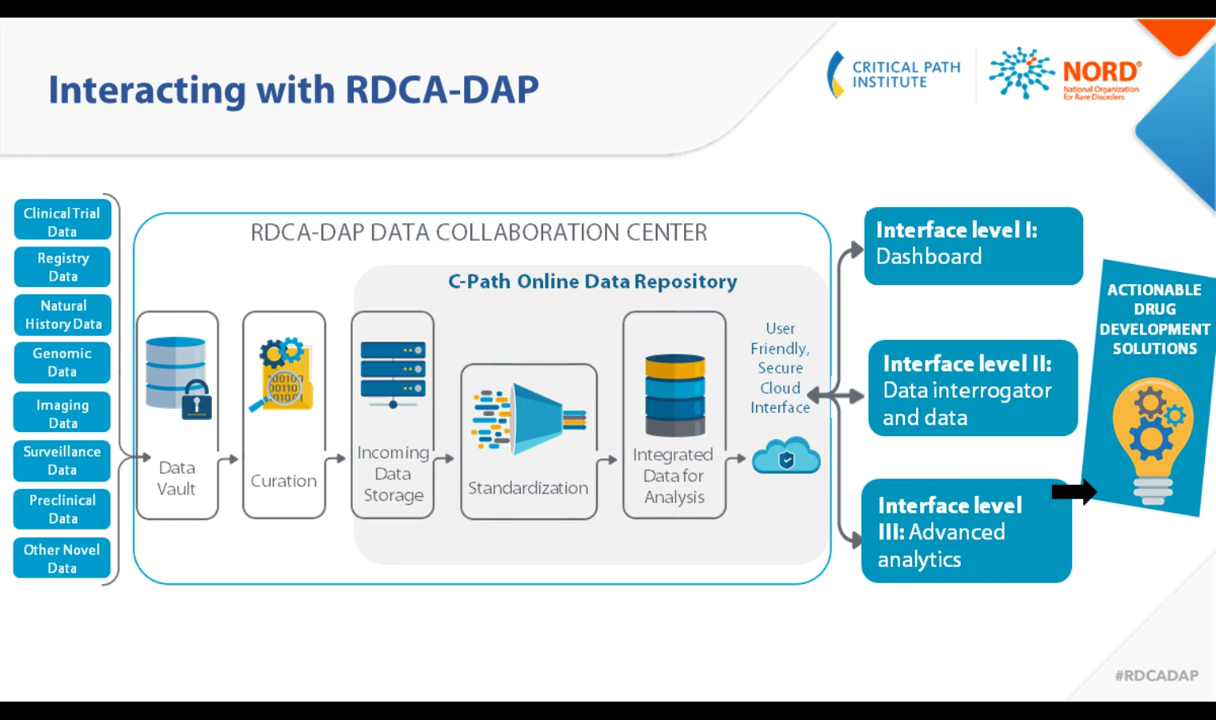 Interacting with RDCA-DAP
CRITICAL PATH
INSTITUTE
NORD®
National Organization
for Rare Disorders
Clinical Trial
Data
Registry
Data
Natural
History Data
Genomic
Data
Imaging
Data
Surveillance
Data
Preclinical
Data
Other Novel
Data
RDCA-DAP DATA COLLABORATION CENTER
C-Path Online Data Repository
Data
Vault
Curation
Incoming
Data
Storage
Standardization
Integrated
Data for
Analysis
User
Friendly,
Secure
Cloud
Interface
Interface level I:
Dashboard
Interface level II:
Data interrogator
and data
Interface level
III: Advanced
analytics
ACTIONABLE
DRUG
DEVELOPMENT
SOLUTIONS
#RDCADAP